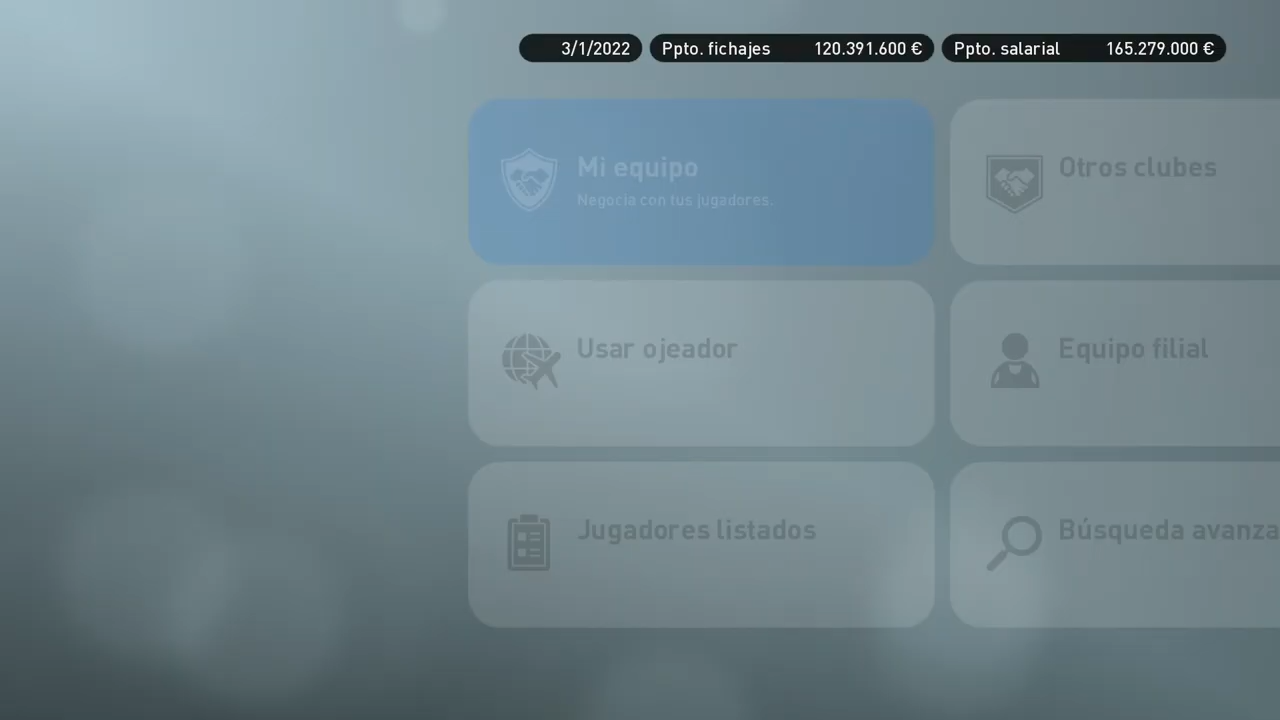 3/1/2022 Ppto. fichajes 120.391.600 € Ppto. salarial 165.279.000 €
Mi equipo
Negocia con tus jugadores.
Otros clubes
Usar ojeador
Equipo filial
Jugadores listados
Búsqueda avanza